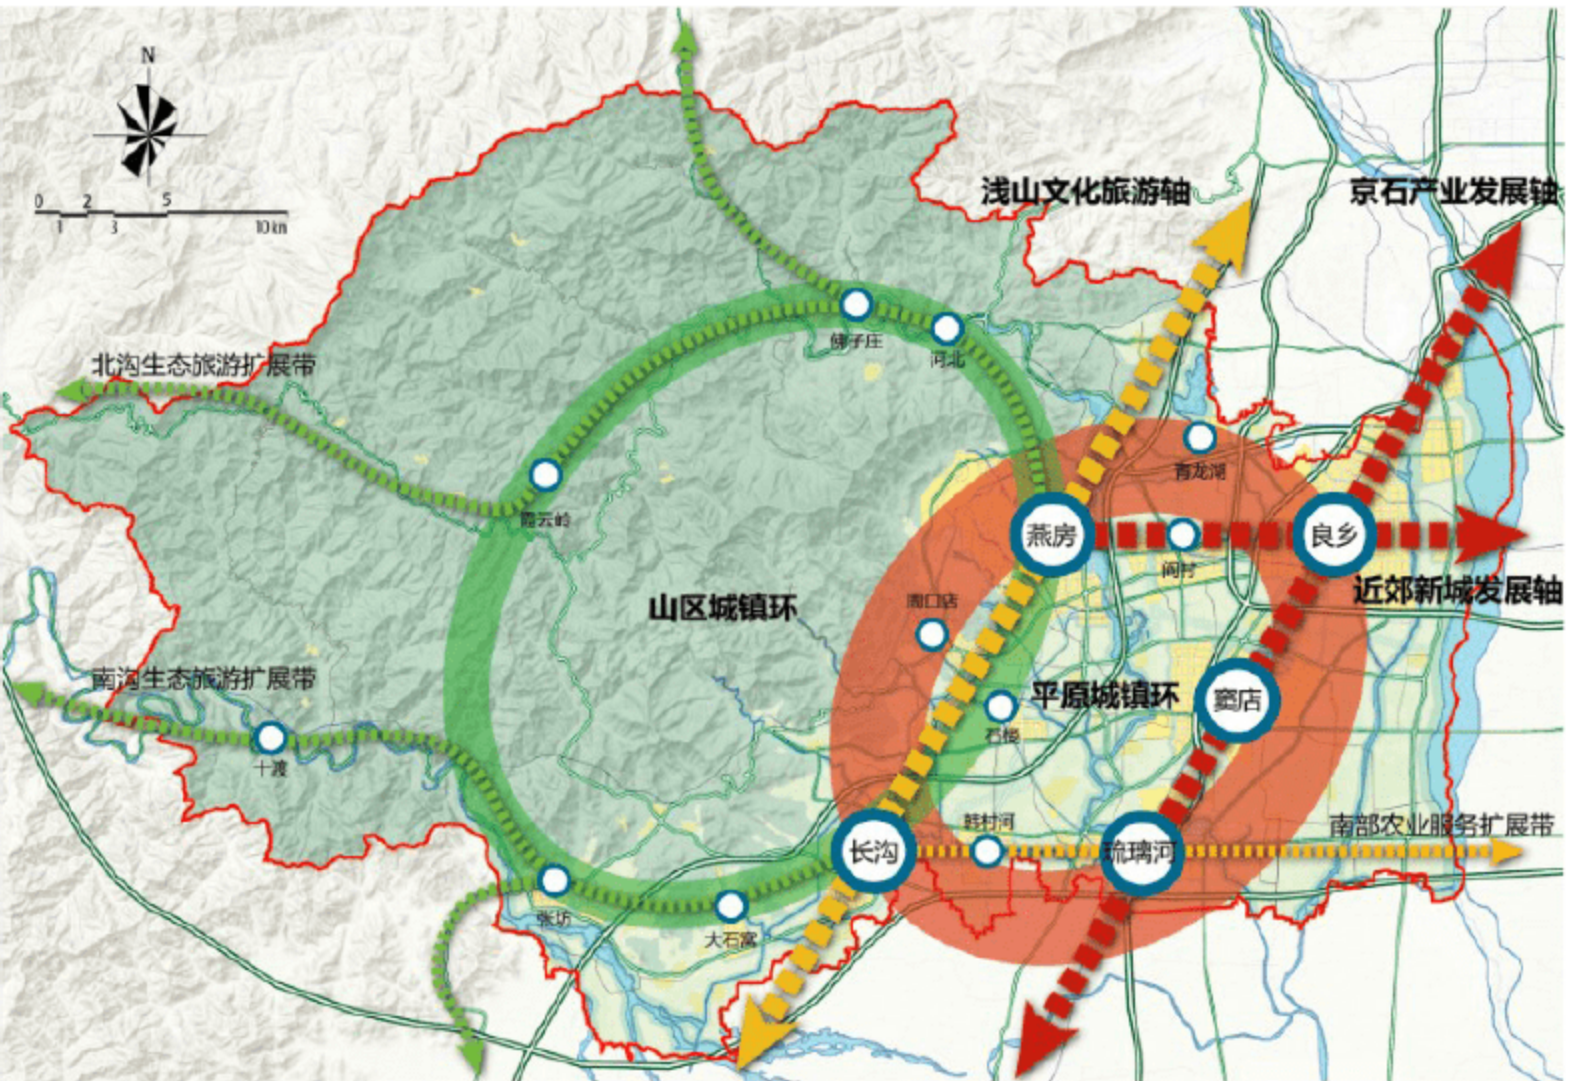 N
0 2 5
1 3 10km
浅山文化旅游轴
京石产业发展轴
北沟生态旅游扩展带
佛子庄
河北
青龙湖
霞云岭
燕房
良乡
阎村
近郊新城发展轴
山区城镇环
周口店
南沟生态旅游扩展带
平原城镇环
窦店
石楼
十渡
韩村河
南部农业服务扩展带
长沟
琉璃河
张坊
大石窝